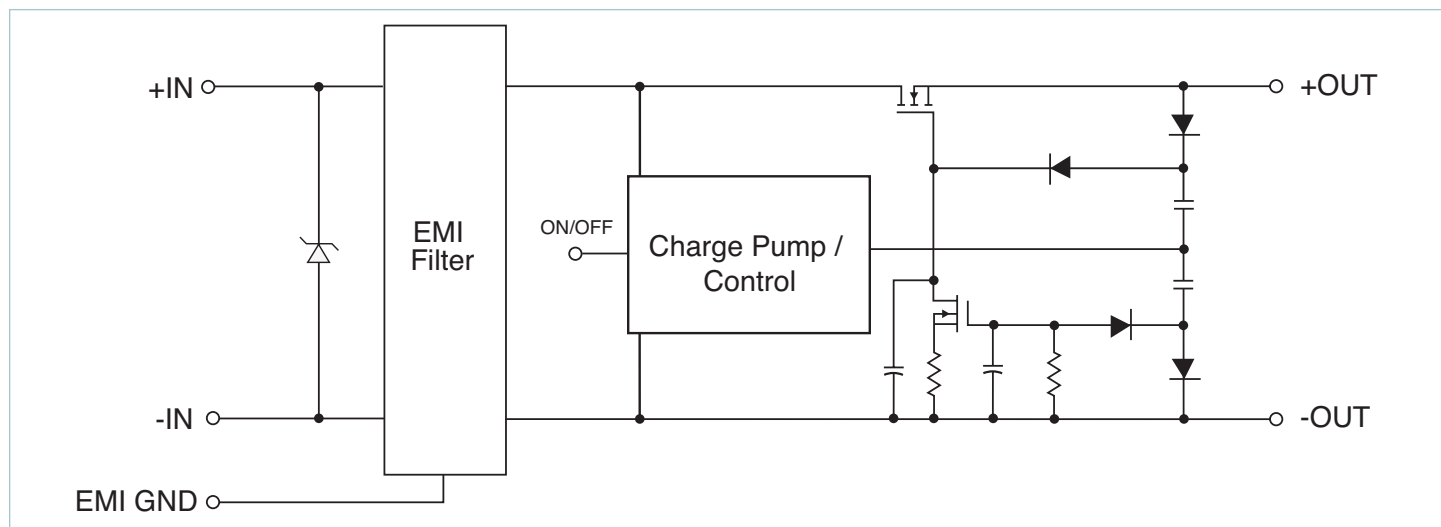 +IN
+OUT
ON/OFF
EMI
Filter
Charge Pump /
Control
-IN
-OUT
EMI GND